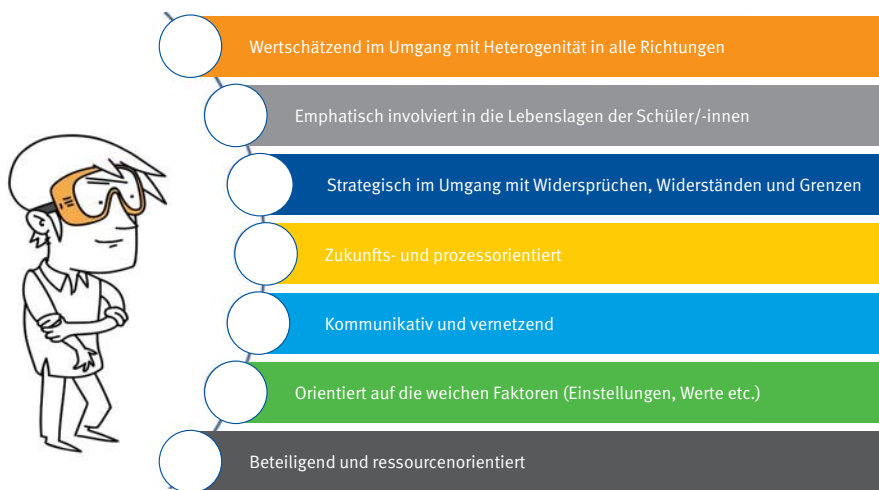 Wertschätzend im Umgang mit Heterogenität in alle Richtungen
Emphatisch involviert in die Lebenslagen der Schüler/-innen
Strategisch im Umgang mit Widersprüchen, Widerständen und Grenzen
Zukunfts- und prozessorientiert
Kommunikativ und vernetzend
Orientiert auf die weichen Faktoren (Einstellungen, Werte etc.)
Beteiligend und ressourcenorientiert